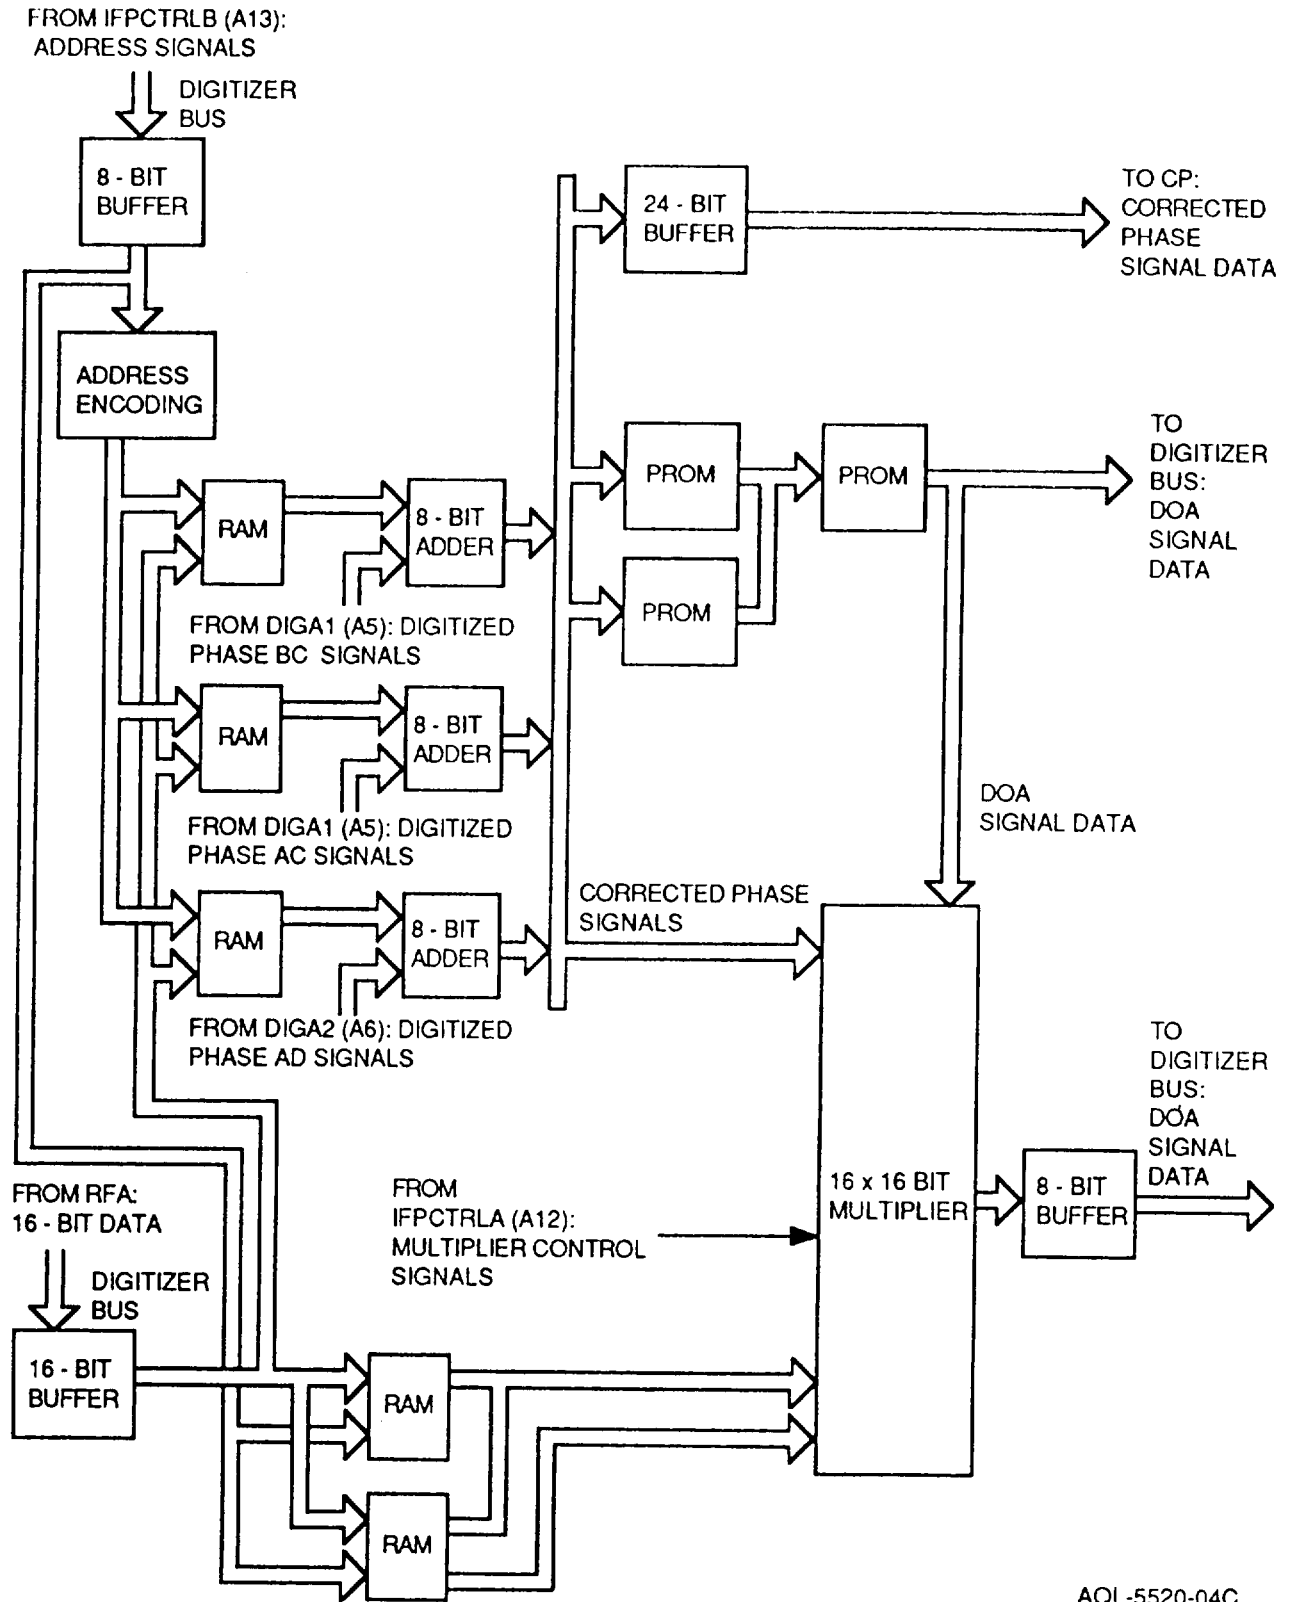 FROM IFPCTRLB (A13):
ADDRESS SIGNALS
DIGITIZER
BUS
8 - BIT
BUFFER
24 - BIT
BUFFER
TO CP:
CORRECTED
PHASE
SIGNAL DATA
ADDRESS
ENCODING
PROM
PROM
TO
DIGITIZER
BUS:
DOA
SIGNAL
DATA
RAM
8 - BIT
ADDER
PROM
FROM DIGA1 (A5): DIGITIZED
PHASE BC SIGNALS
RAM
8 - BIT
ADDER
FROM DIGA1 (A5): DIGITIZED
PHASE AC SIGNALS
DOA
SIGNAL DATA
RAM
8 - BIT
ADDER
CORRECTED PHASE
SIGNALS
FROM DIGA2 (A6): DIGITIZED
PHASE AD SIGNALS
TO
DIGITIZER
BUS:
DOA
SIGNAL
DATA
FROM RFA:
16 - BIT DATA
FROM
IFPCTRLA (A12):
MULTIPLIER CONTROL
SIGNALS
16 x 16 BIT
MULTIPLIER
8 - BIT
BUFFER
DIGITIZER
BUS
16 - BIT
BUFFER
RAM
RAM
AOL-5520-04C